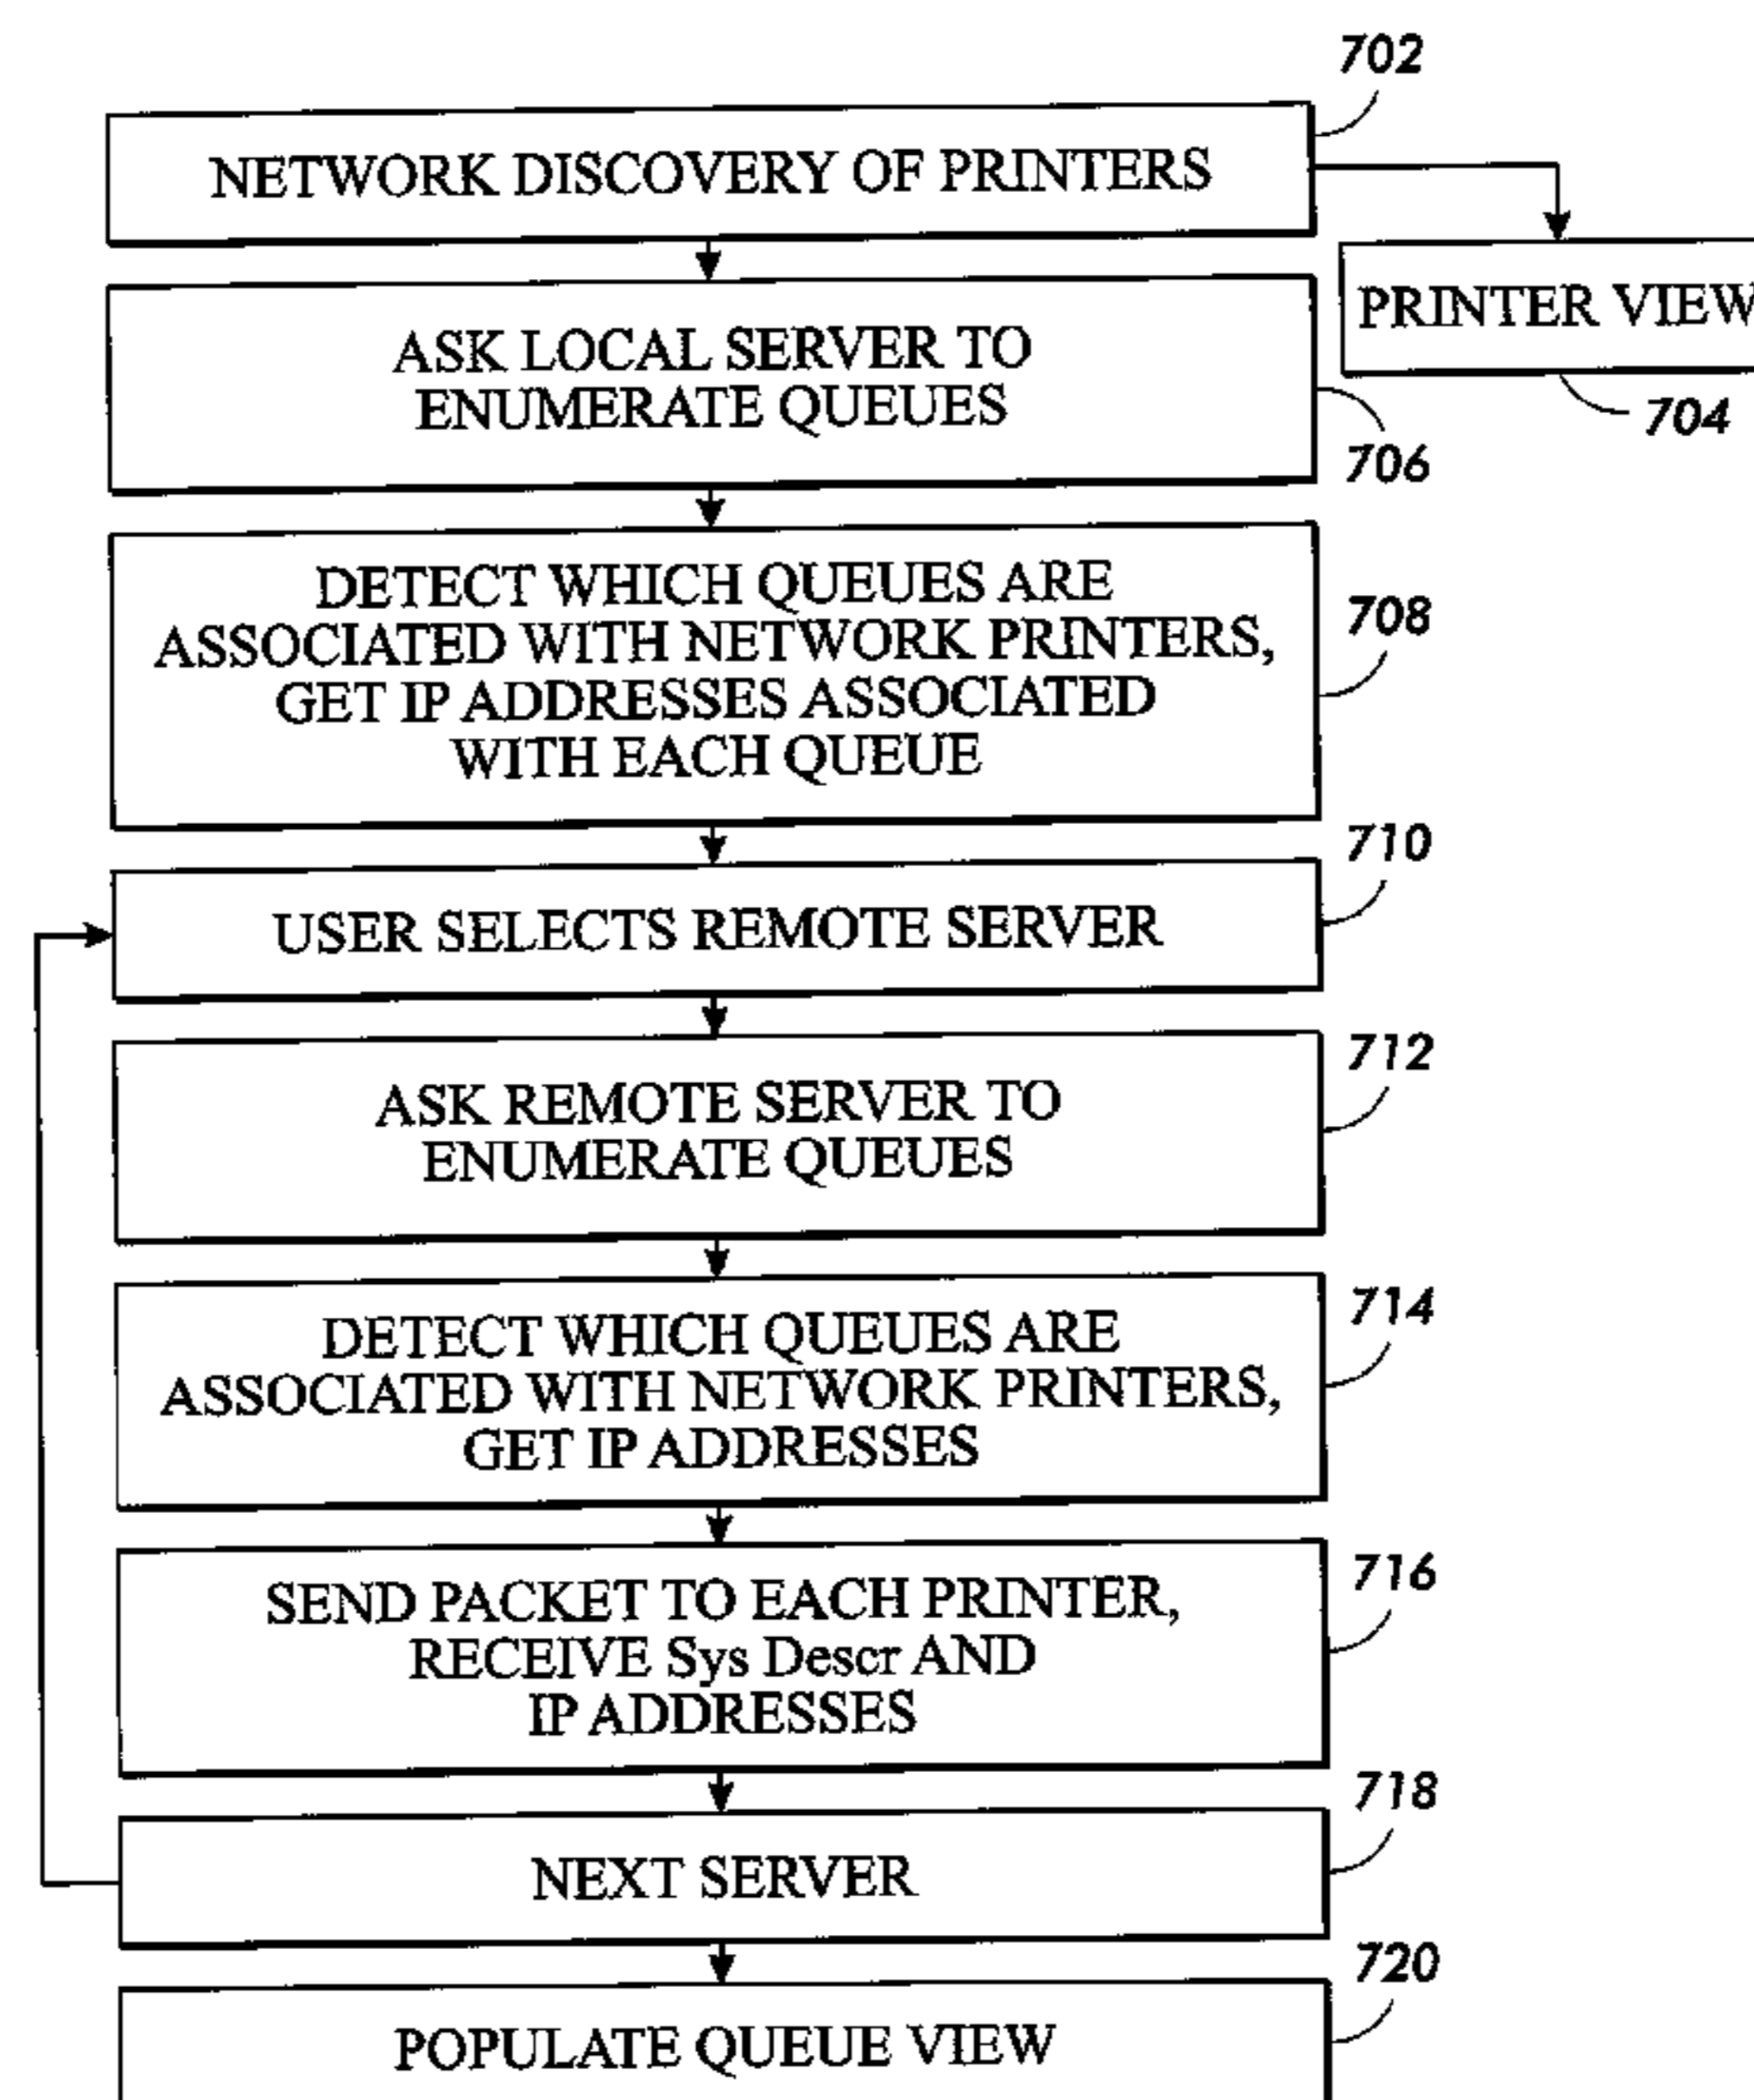 702
NETWORK DISCOVERY OF PRINTERS
PRINTER VIEW
704
ASK LOCAL SERVER TO
ENUMERATE QUEUES
706
DETECT WHICH QUEUES ARE
ASSOCIATED WITH NETWORK PRINTERS,
GET IP ADDRESSES ASSOCIATED
WITH EACH QUEUE
708
710
USER SELECTS REMOTE SERVER
712
ASK REMOTE SERVER TO
ENUMERATE QUEUES
714
DETECT WHICH QUEUES ARE
ASSOCIATED WITH NETWORK PRINTERS,
GET IP ADDRESSES
716
SEND PACKET TO EACH PRINTER,
RECEIVE Sys Descr AND
IP ADDRESSES
718
NEXT SERVER
720
POPULATE QUEUE VIEW